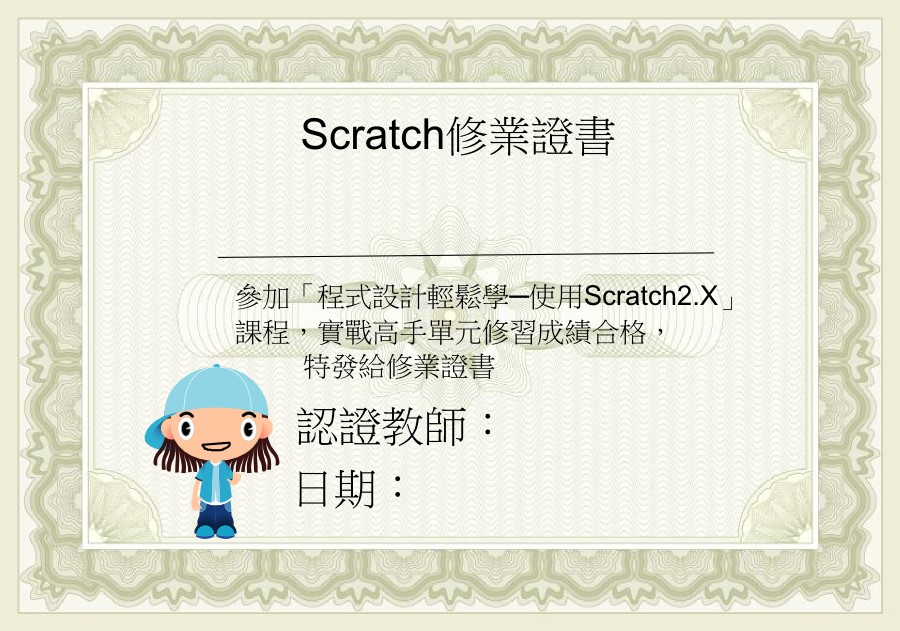 Scratch修業證書
參加「程式設計輕鬆學─使用Scratch2.X」
課程，實戰高手單元修習成績合格，
特發給修業證書
認證教師：
日期：